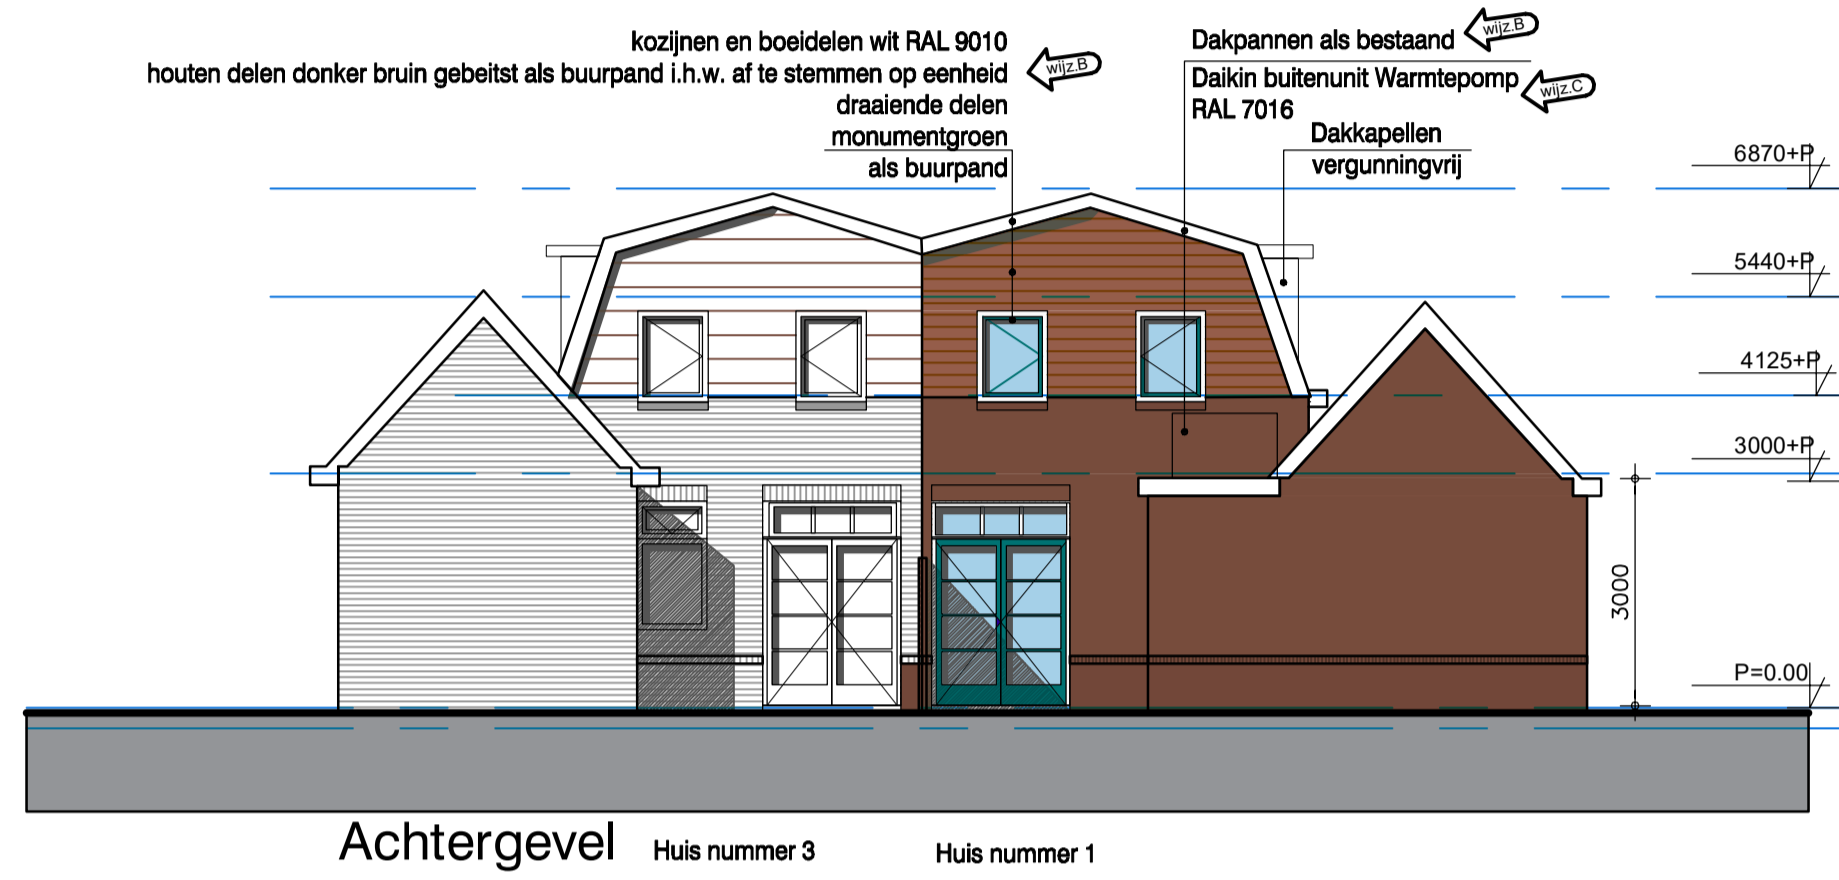 kozijnen en boeidelen wit RAL 9010
houten delen donker bruin gebeitst als buurpand i.h.w. af te stemmen op eenheid
wijz.B
draaiende delen
monumentgroen
als buurpand
Dakpannen als bestaand
wijz.B
Daikin buitenunit Warmtepomp
wijz.C
RAL 7016
Dakkapellen
vergunningvrij
6870+P
5440+P
4125+P
3000+P
3000
P=0.00
Achtergevel
Huis nummer 3
Huis nummer 1